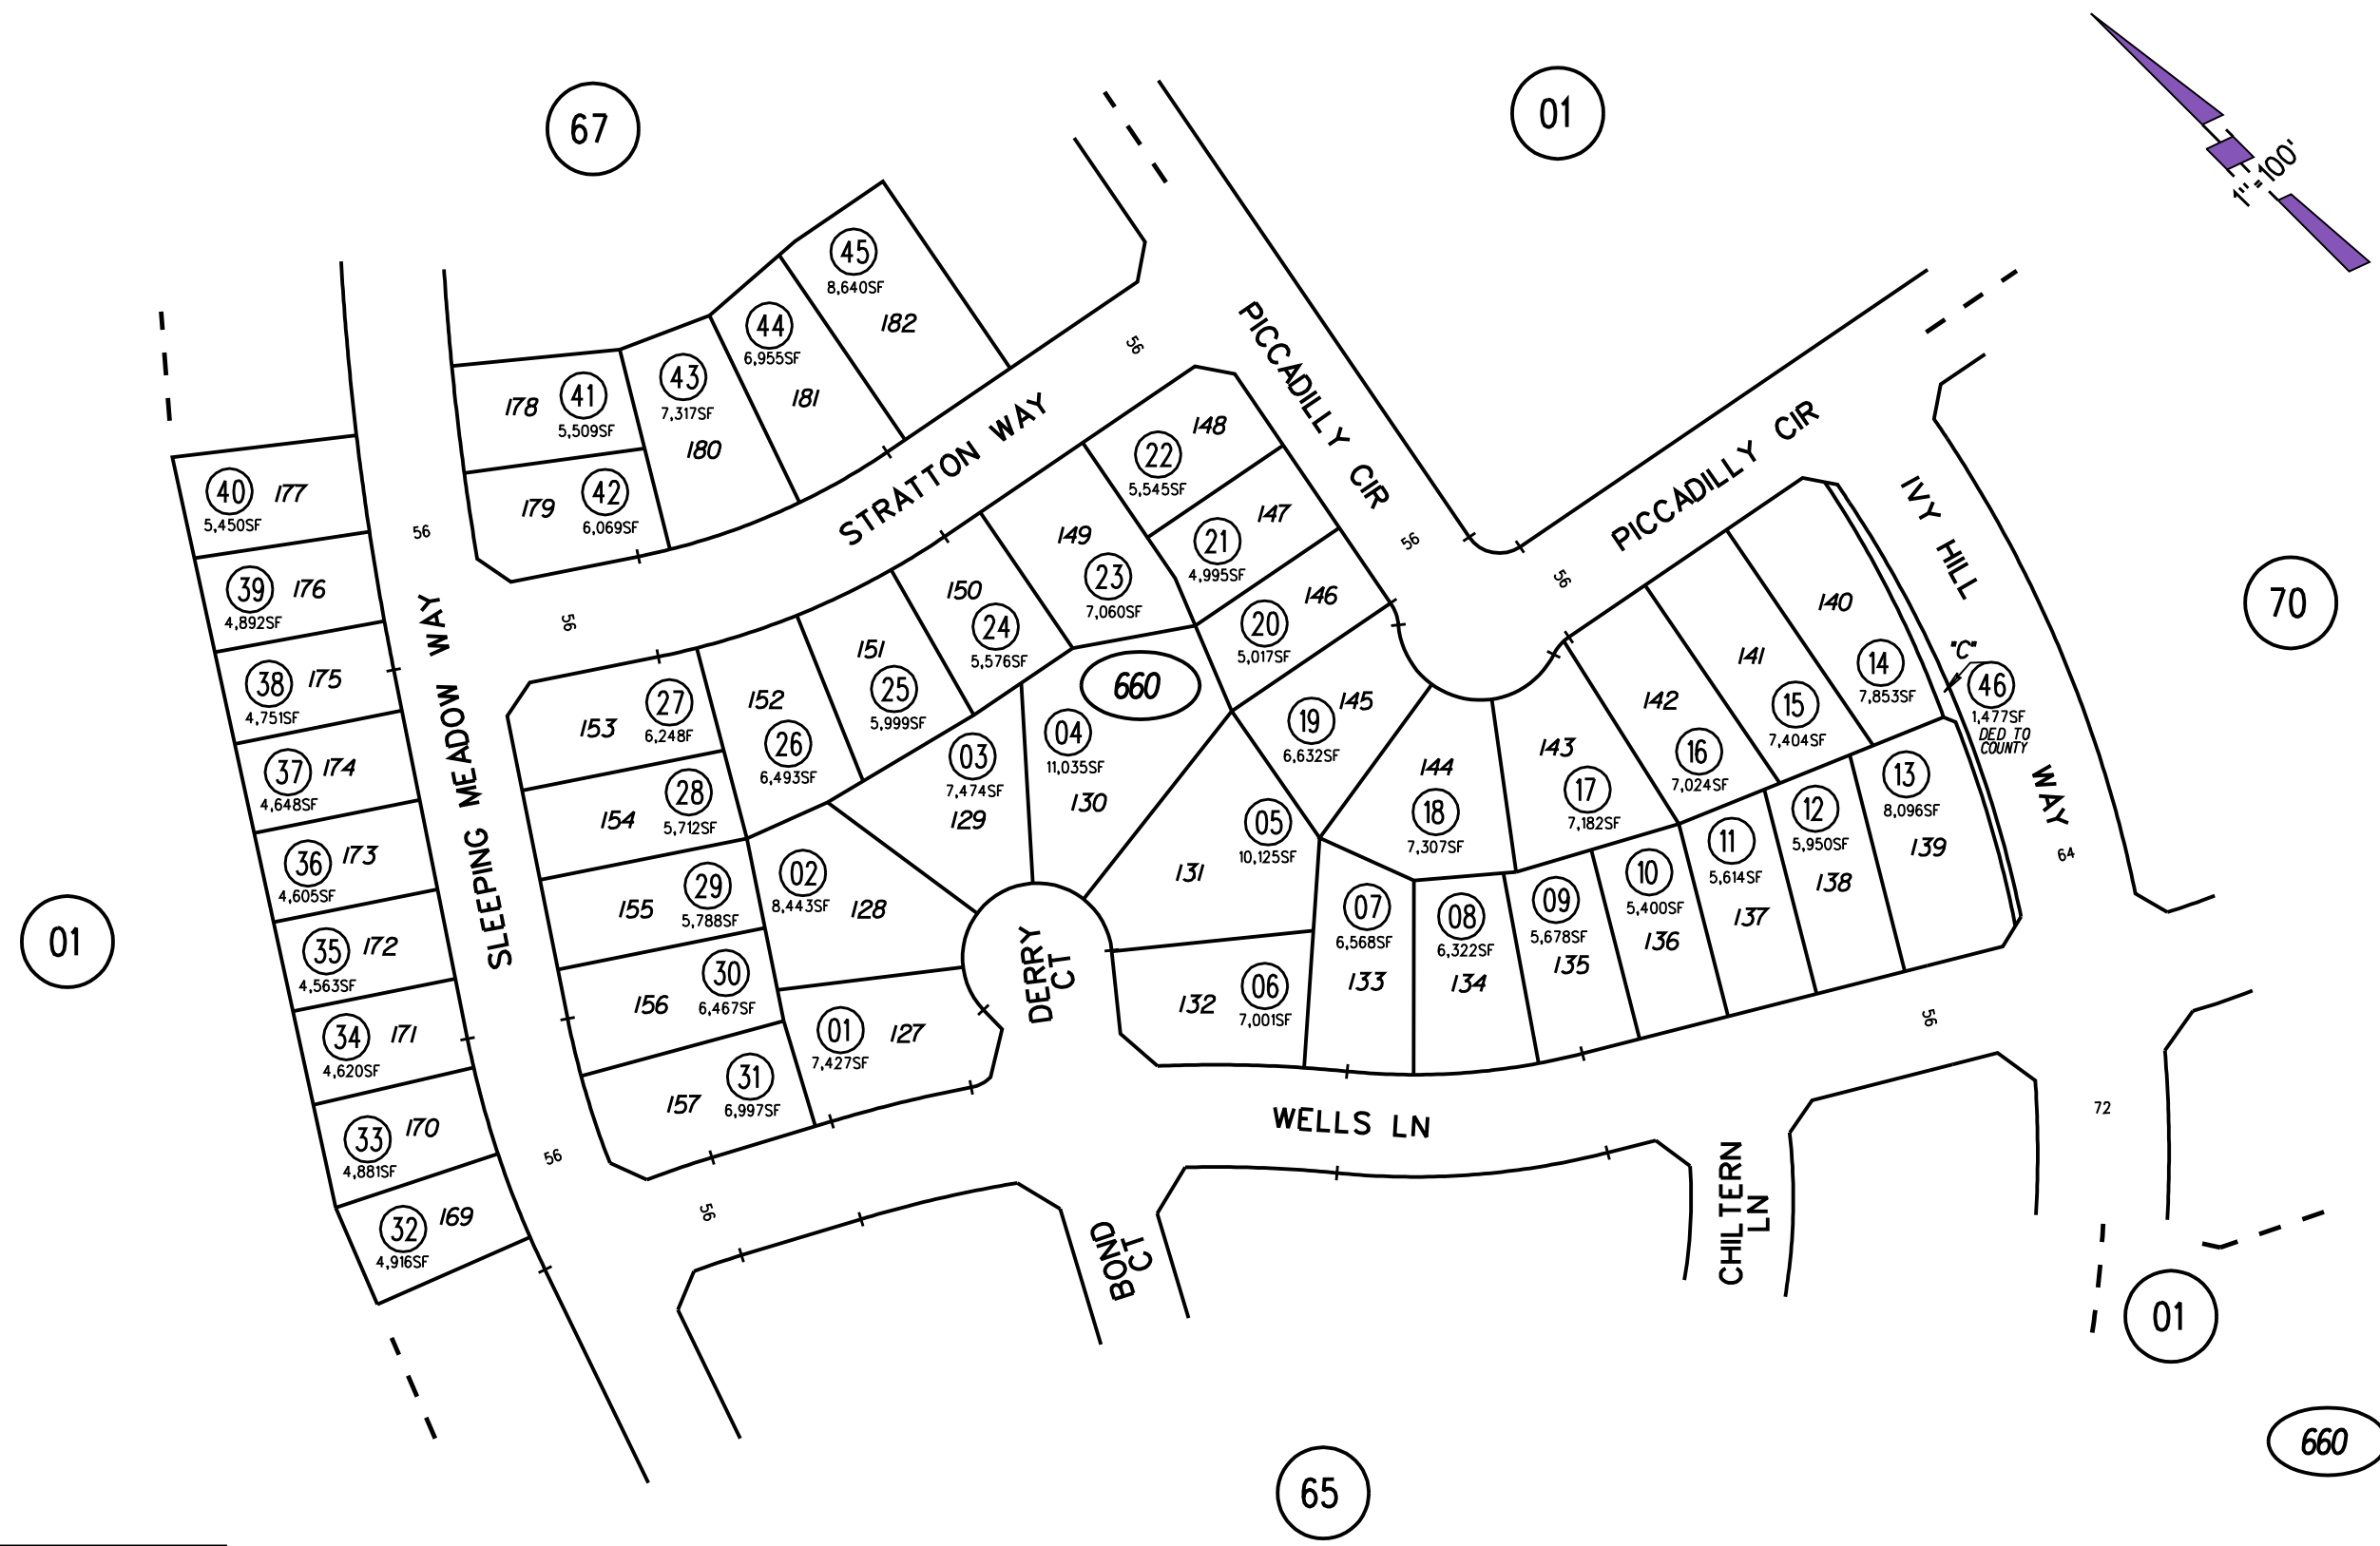 67
01
1"=100'
45
8,640SF
182
44
6,955SF
181
43
7,317SF
180
178
41
5,509SF
179
42
6,069SF
40
177
5,450SF
39
176
4,892SF
38
175
4,751SF
37
174
4,648SF
36
173
4,605SF
35
172
4,563SF
34
171
4,620SF
33
170
4,881SF
32
169
4,916SF
01
56
SLEEPING MEADOW WAY
56
56
STRATTON WAY
56
56
PICCADILLY CIR
56
PICCADILLY CIR
56
IVY HILL WAY
64
70
148
22
5,545SF
147
21
4,995SF
146
20
5,017SF
149
23
7,060SF
150
24
5,576SF
151
25
5,999SF
152
26
6,493SF
153
27
6,248F
154
28
5,712SF
155
29
5,788SF
156
30
6,467SF
157
31
6,997SF
660
04
11,035SF
130
03
7,474SF
129
02
8,443SF
128
01
127
7,427SF
DERRY
CT
05
10,125SF
131
132
06
7,001SF
19
145
6,632SF
144
18
7,307SF
143
17
7,182SF
142
16
7,024SF
141
15
7,404SF
140
14
7,853SF
"C"
46
1,477SF
DED TO
COUNTY
07
6,568SF
133
08
6,322SF
134
09
5,678SF
135
10
5,400SF
136
11
5,614SF
137
12
5,950SF
138
13
8,096SF
139
56
72
WELLS LN
BOND
CT
CHILTERN
LN
01
660
65